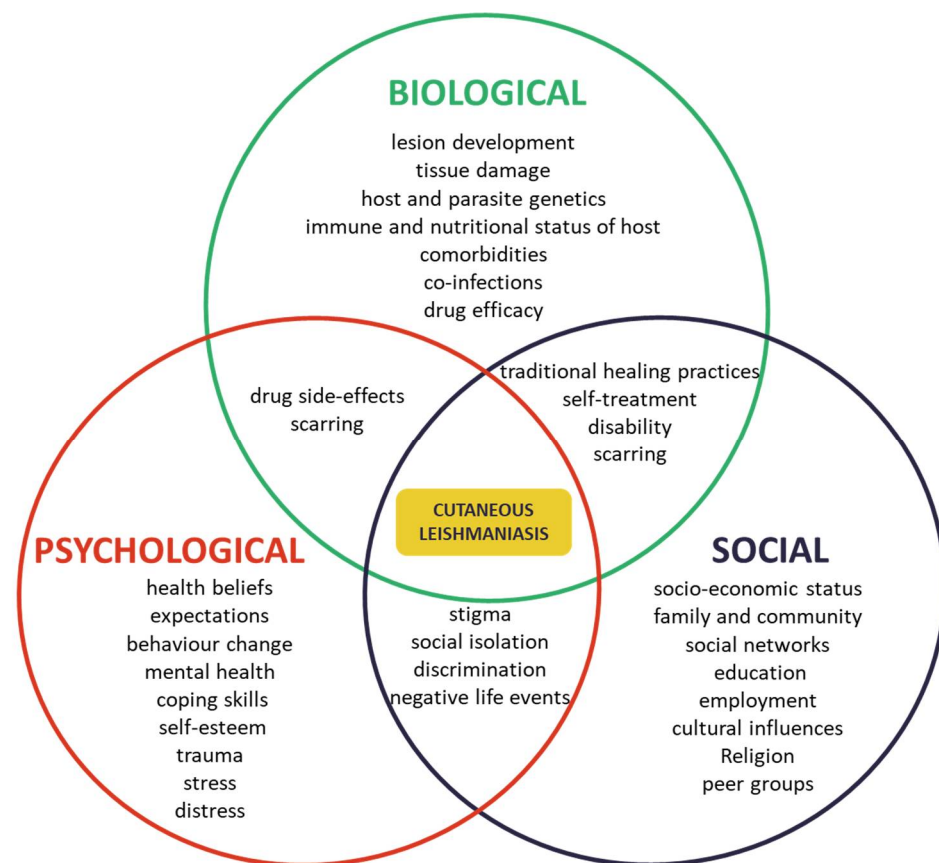 BIOLOGICAL
lesion development
tissue damage
host and parasite genetics
immune and nutritional status of host
comorbidities
co-infections
drug efficacy
drug side-effects
scarring
traditional healing practices
self-treatment
disability
scarring
CUTANEOUS
LEISHMANIASIS
PSYCHOLOGICAL
health beliefs
expectations
behaviour change
mental health
coping skills
self-esteem
trauma
stress
distress
stigma
social isolation
discrimination
negative life events
SOCIAL
socio-economic status
family and community
social networks
education
employment
cultural influences
Religion
peer groups